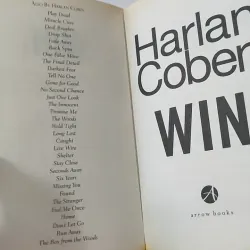 ALSO BY HARLAN COBEN
Play Dead
Miracle Cure
Deal Breaker
Drop Shot
Fade Away
Back Spin
One False Move
The Final Detail
Darkest Fear
Tell No One
Gone for Good
No Second Chance
Just One Look
The Innocent
Promise Me
The Woods
Hold Tight
Long Lost
Caught
Live Wire
Shelter
Stay Close
Seconds Away
Six Years
Missing You
Found
The Stranger
Fool Me Once
Home
Don't Let Go
Run Away
The Boy from the Woods
Harlan
Coben
WIN
arrow books